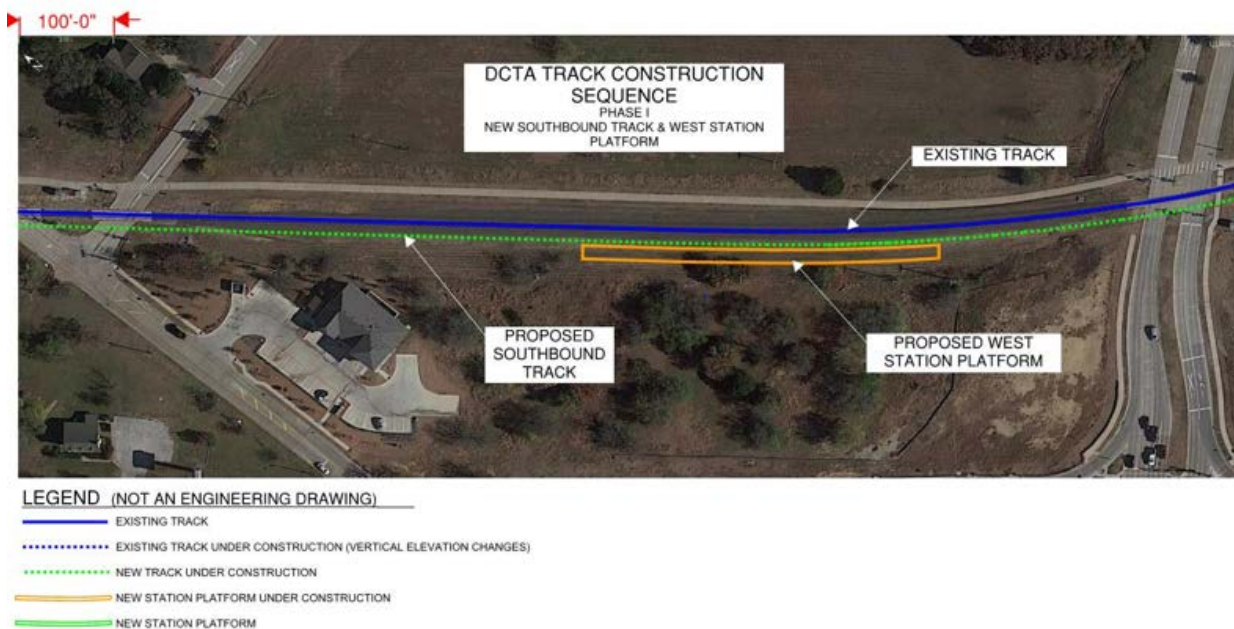 100'-0"
N
DCTA TRACK CONSTRUCTION
SEQUENCE
PHASE I
NEW SOUTHBOUND TRACK & WEST STATION
PLATFORM
EXISTING TRACK
PROPOSED
SOUTHBOUND
TRACK
PROPOSED WEST
STATION PLATFORM
LEGEND (NOT AN ENGINEERING DRAWING)
EXISTING TRACK
EXISTING TRACK UNDER CONSTRUCTION (VERTICAL ELEVATION CHANGES)
NEW TRACK UNDER CONSTRUCTION
NEW STATION PLATFORM UNDER CONSTRUCTION
NEW STATION PLATFORM